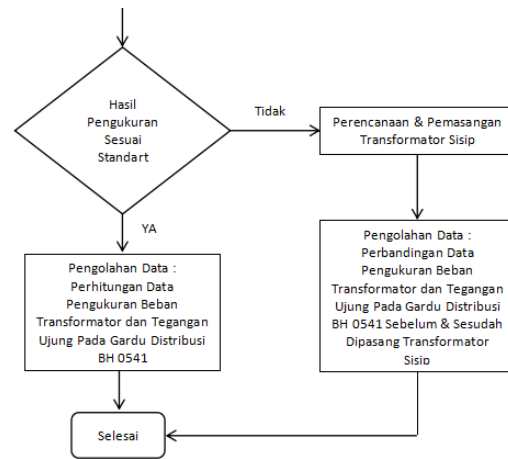 Hasil
Pengukuran
Sesuai
Standart
Tidak
Perencanaan & Pemasangan
Transformator Sisip
YA
Pengolahan Data :
Perhitungan Data
Pengukuran Beban
Transformator dan Tegangan
Ujung Pada Gardu Distribusi
BH 0541
Pengolahan Data :
Perbandingan Data
Pengukuran Beban
Transformator dan Tegangan
Ujung Pada Gardu Distribusi
BH 0541 Sebelum & Sesudah
Dipasang Transformator
Sisip
Selesai